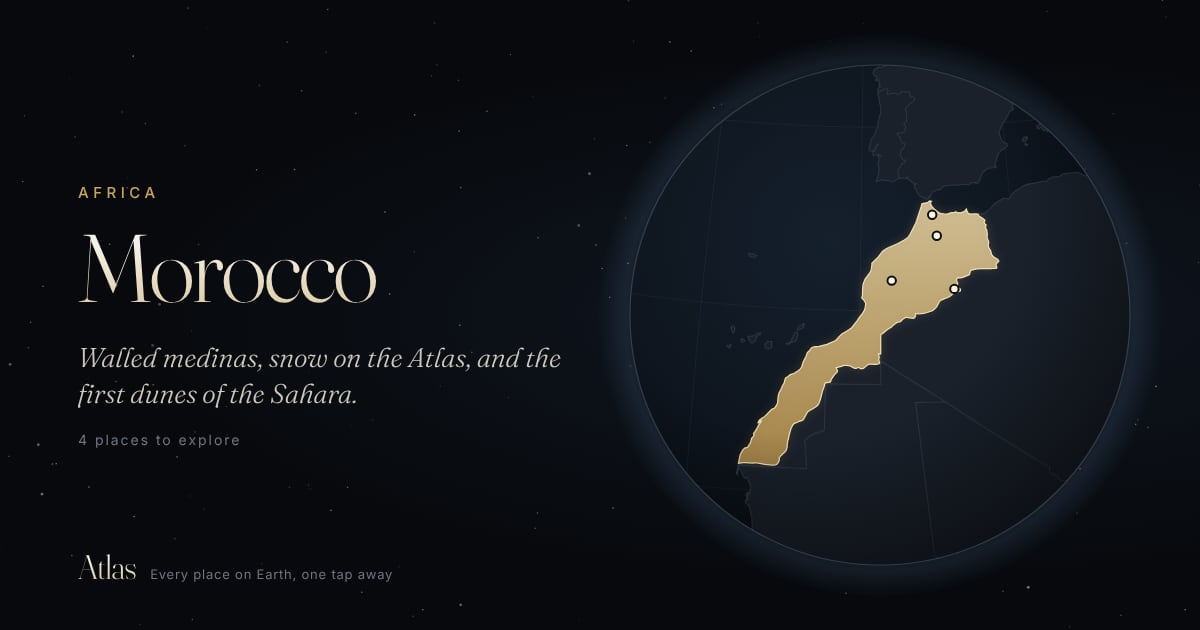 AFRICA
Morocco
Walled medinas, snow on the Atlas, and the
first dunes of the Sahara.
4 places to explore
Atlas Every place on Earth, one tap away